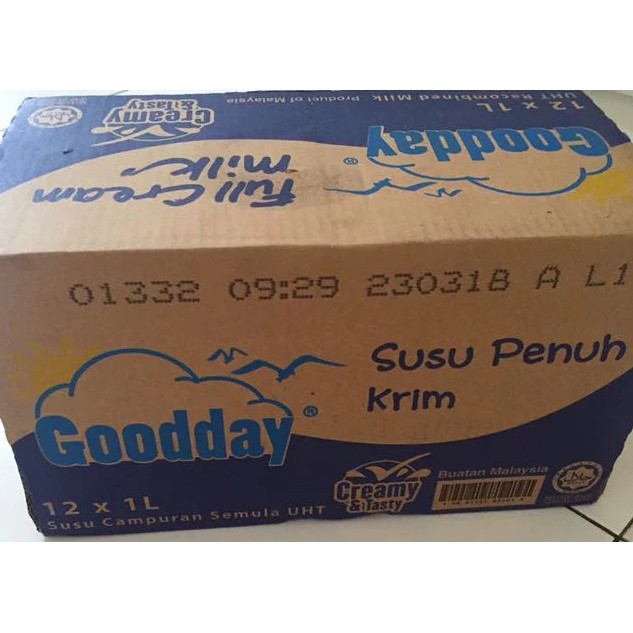 UHT Recombined Milk Product of Malaysia
12 x 1L
Creamy
& Tasty
Goodday®
Full Cream
Milk
01332 09:29 230318 A L1
Goodday®
Susu Penuh
Krim
12 x 1L
Susu Campuran Semula UHT
Creamy
& Tasty
Buatan Malaysia